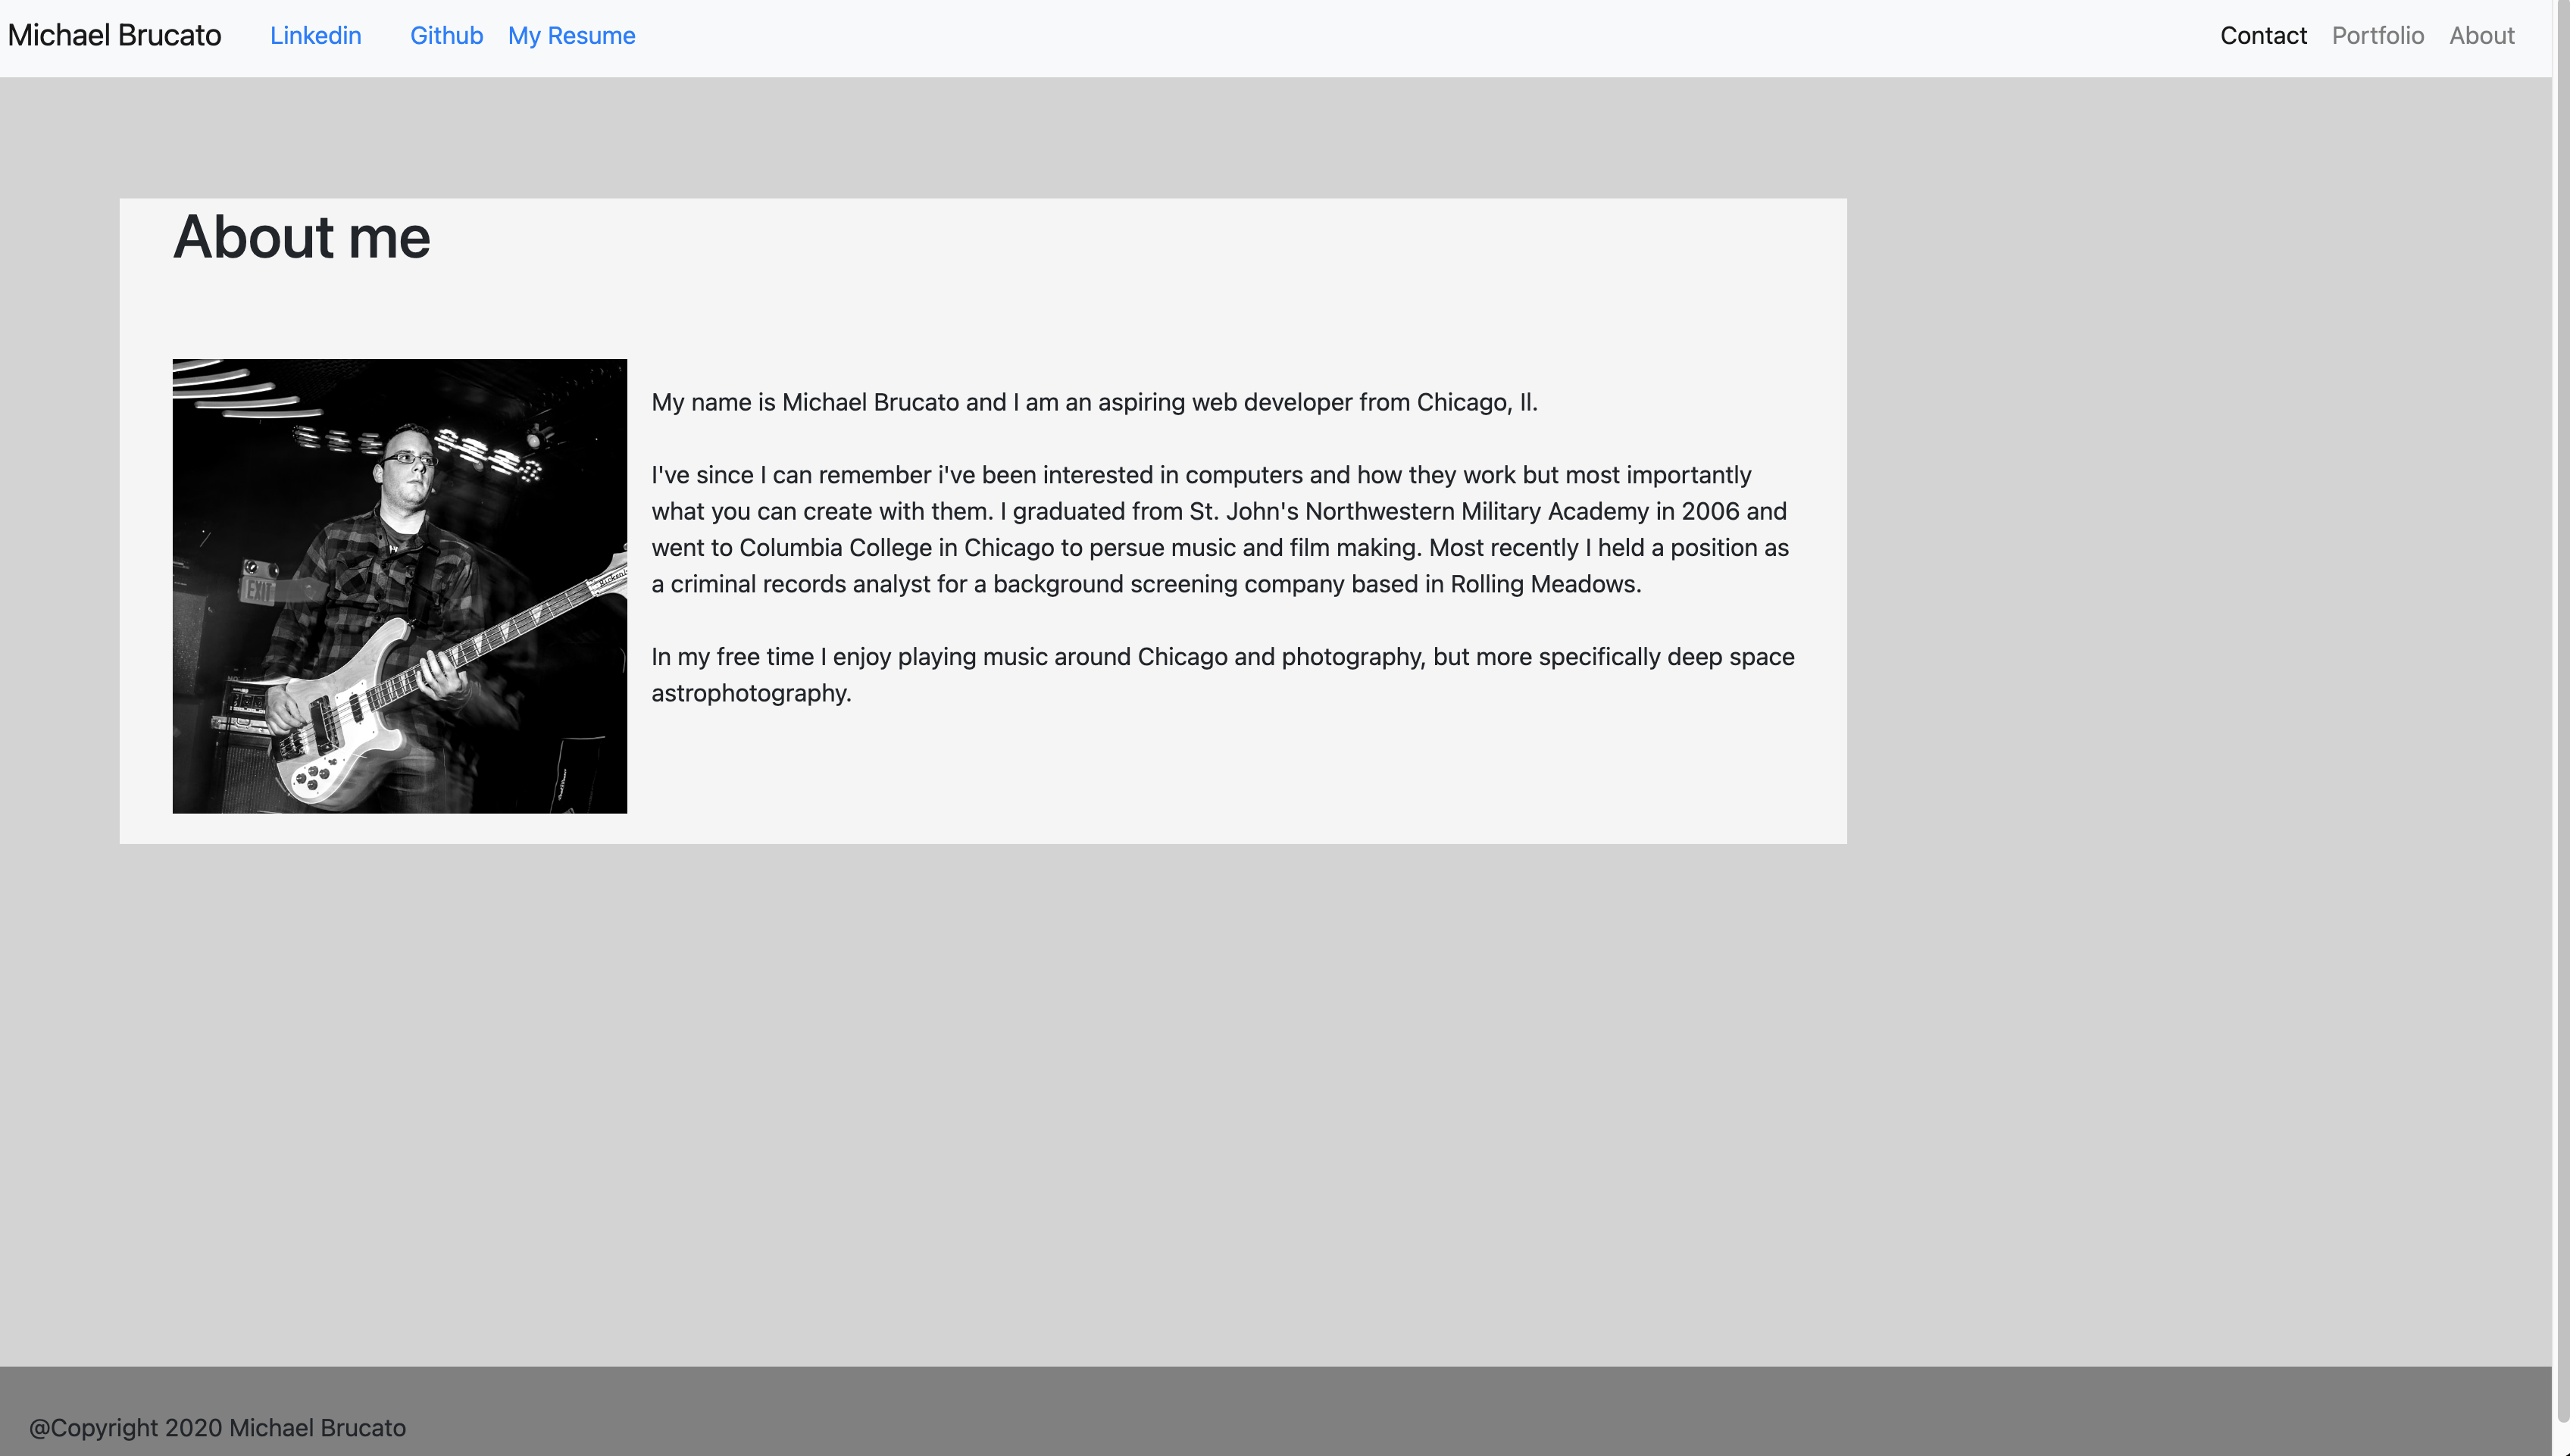 Michael Brucato Linkedin Github My Resume Contact Portfolio About
About me
EXIT
My name is Michael Brucato and I am an aspiring web developer from Chicago, Il.
I've since I can remember i've been interested in computers and how they work but most importantly
what you can create with them. I graduated from St. John's Northwestern Military Academy in 2006 and
went to Columbia College in Chicago to persue music and film making. Most recently I held a position as
a criminal records analyst for a background screening company based in Rolling Meadows.
In my free time I enjoy playing music around Chicago and photography, but more specifically deep space
astrophotography.
@Copyright 2020 Michael Brucato